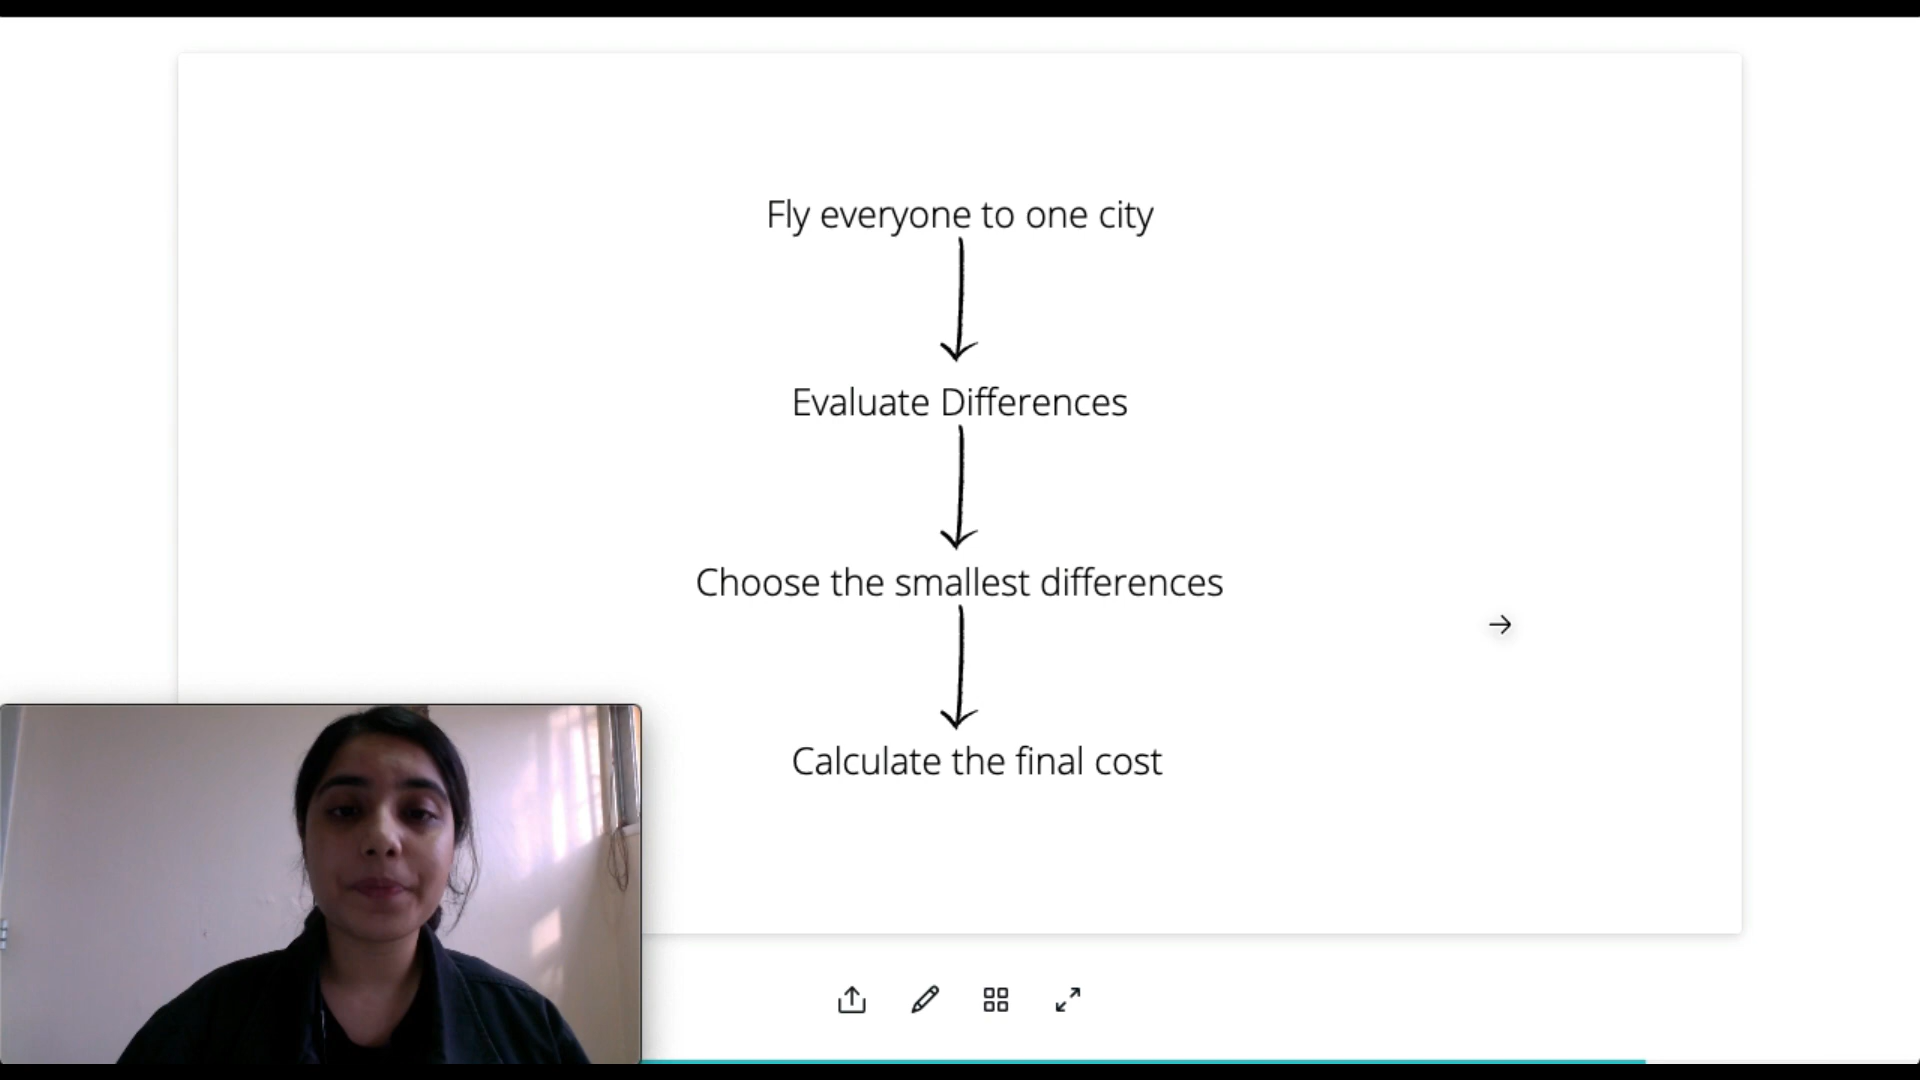 Fly everyone to one city
Evaluate Differences
Choose the smallest differences
Calculate the final cost